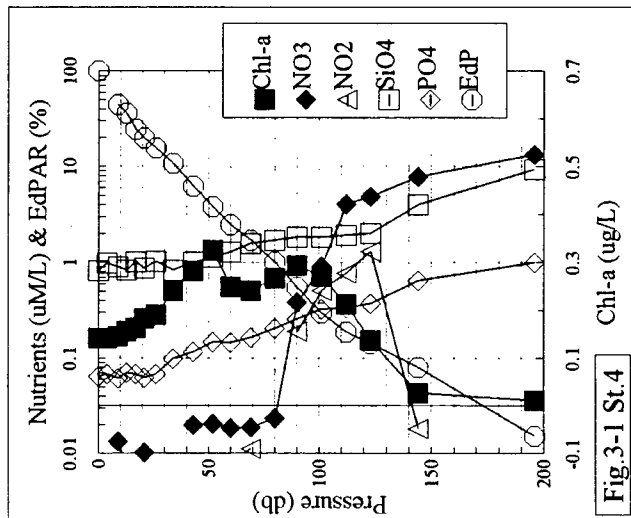 Nutrients (uM/L) & EdPAR (%)
0.01 0.1 1 10 100
Pressure (db)
0
50
100
150
200
Chl-a
NO3
NO2
SiO4
PO4
EdP
-0.1 0.1 0.3 0.5 0.7
Chl-a (ug/L)
Fig.3-1 St.4